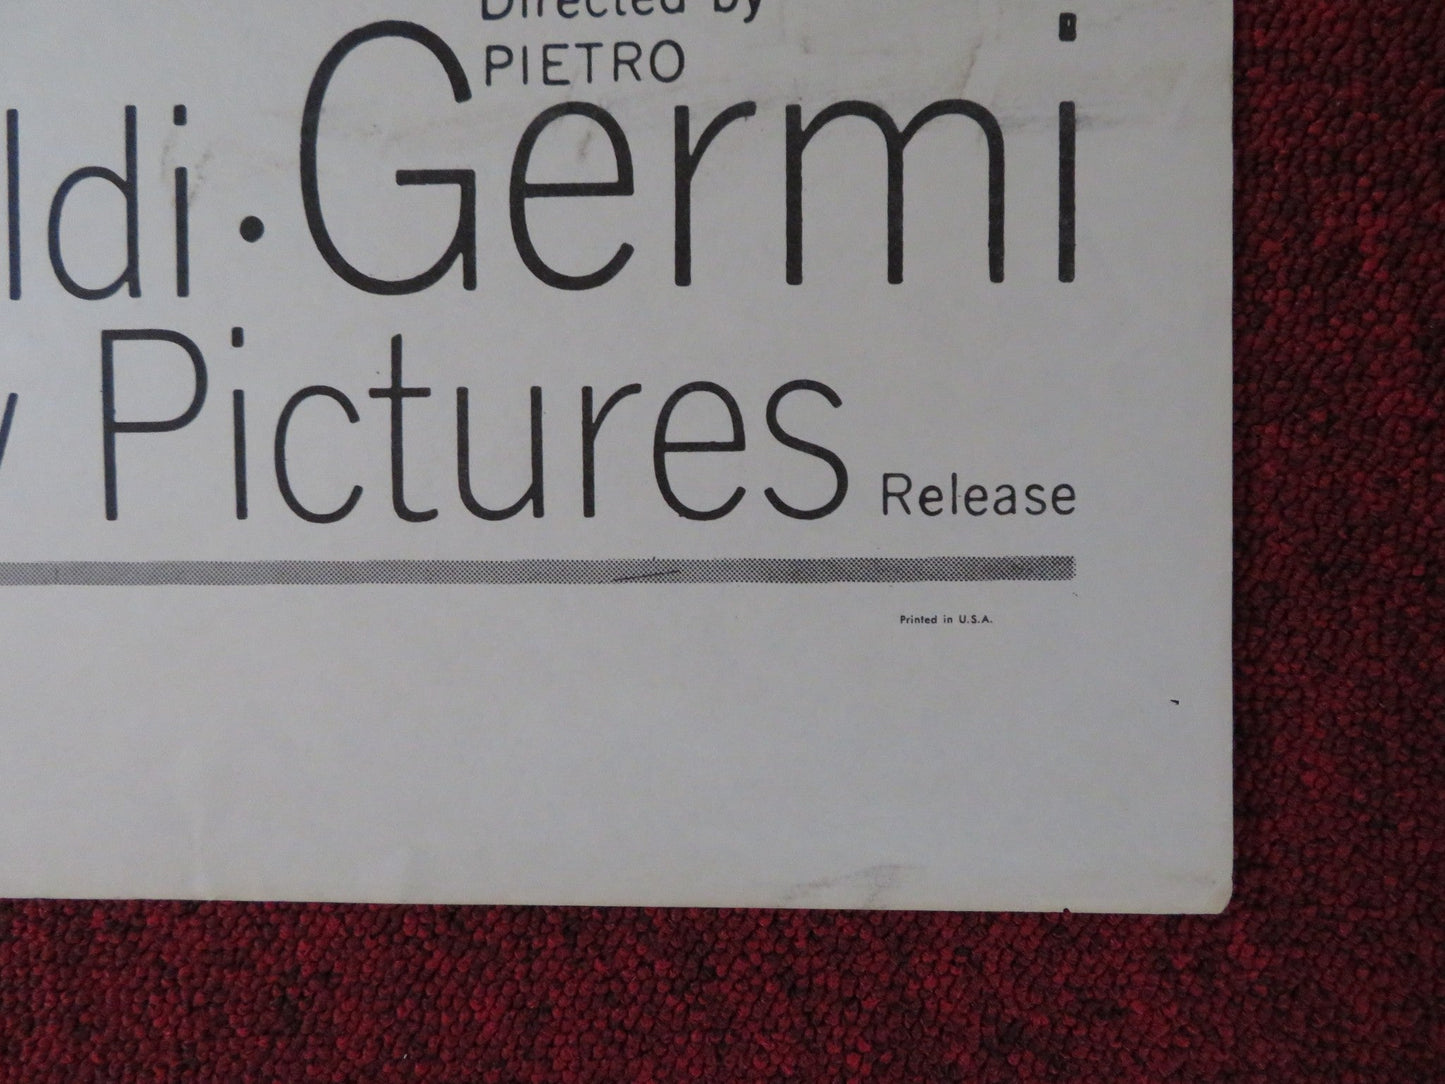 Directed by
PIETRO
ldi · Germi
Pictures Release
Printed in U.S.A.